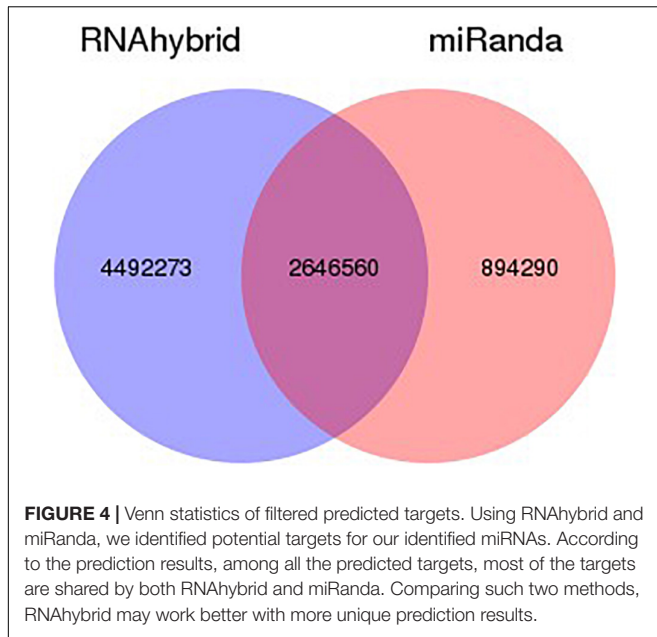 RNAhybrid miRanda
4492273 2646560 894290
FIGURE 4 | Venn statistics of filtered predicted targets. Using RNAhybrid and
miRanda, we identified potential targets for our identified miRNAs. According
to the prediction results, among all the predicted targets, most of the targets
are shared by both RNAhybrid and miRanda. Comparing such two methods,
RNAhybrid may work better with more unique prediction results.